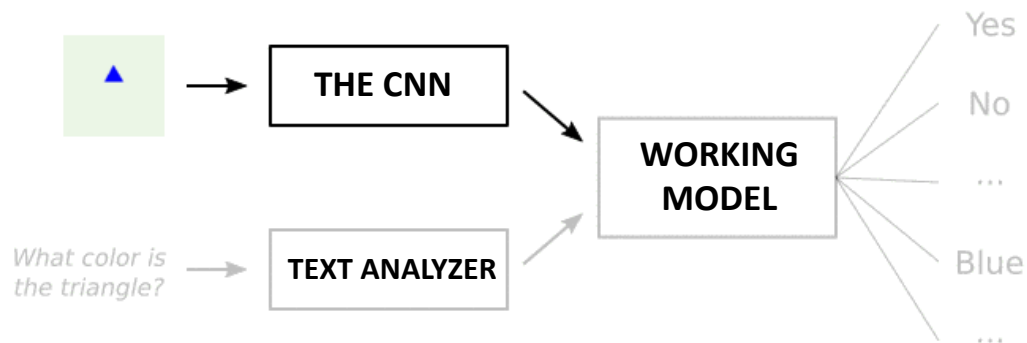 THE CNN
What color is
the triangle?
TEXT ANALYZER
WORKING
MODEL
Yes
No
...
Blue
...